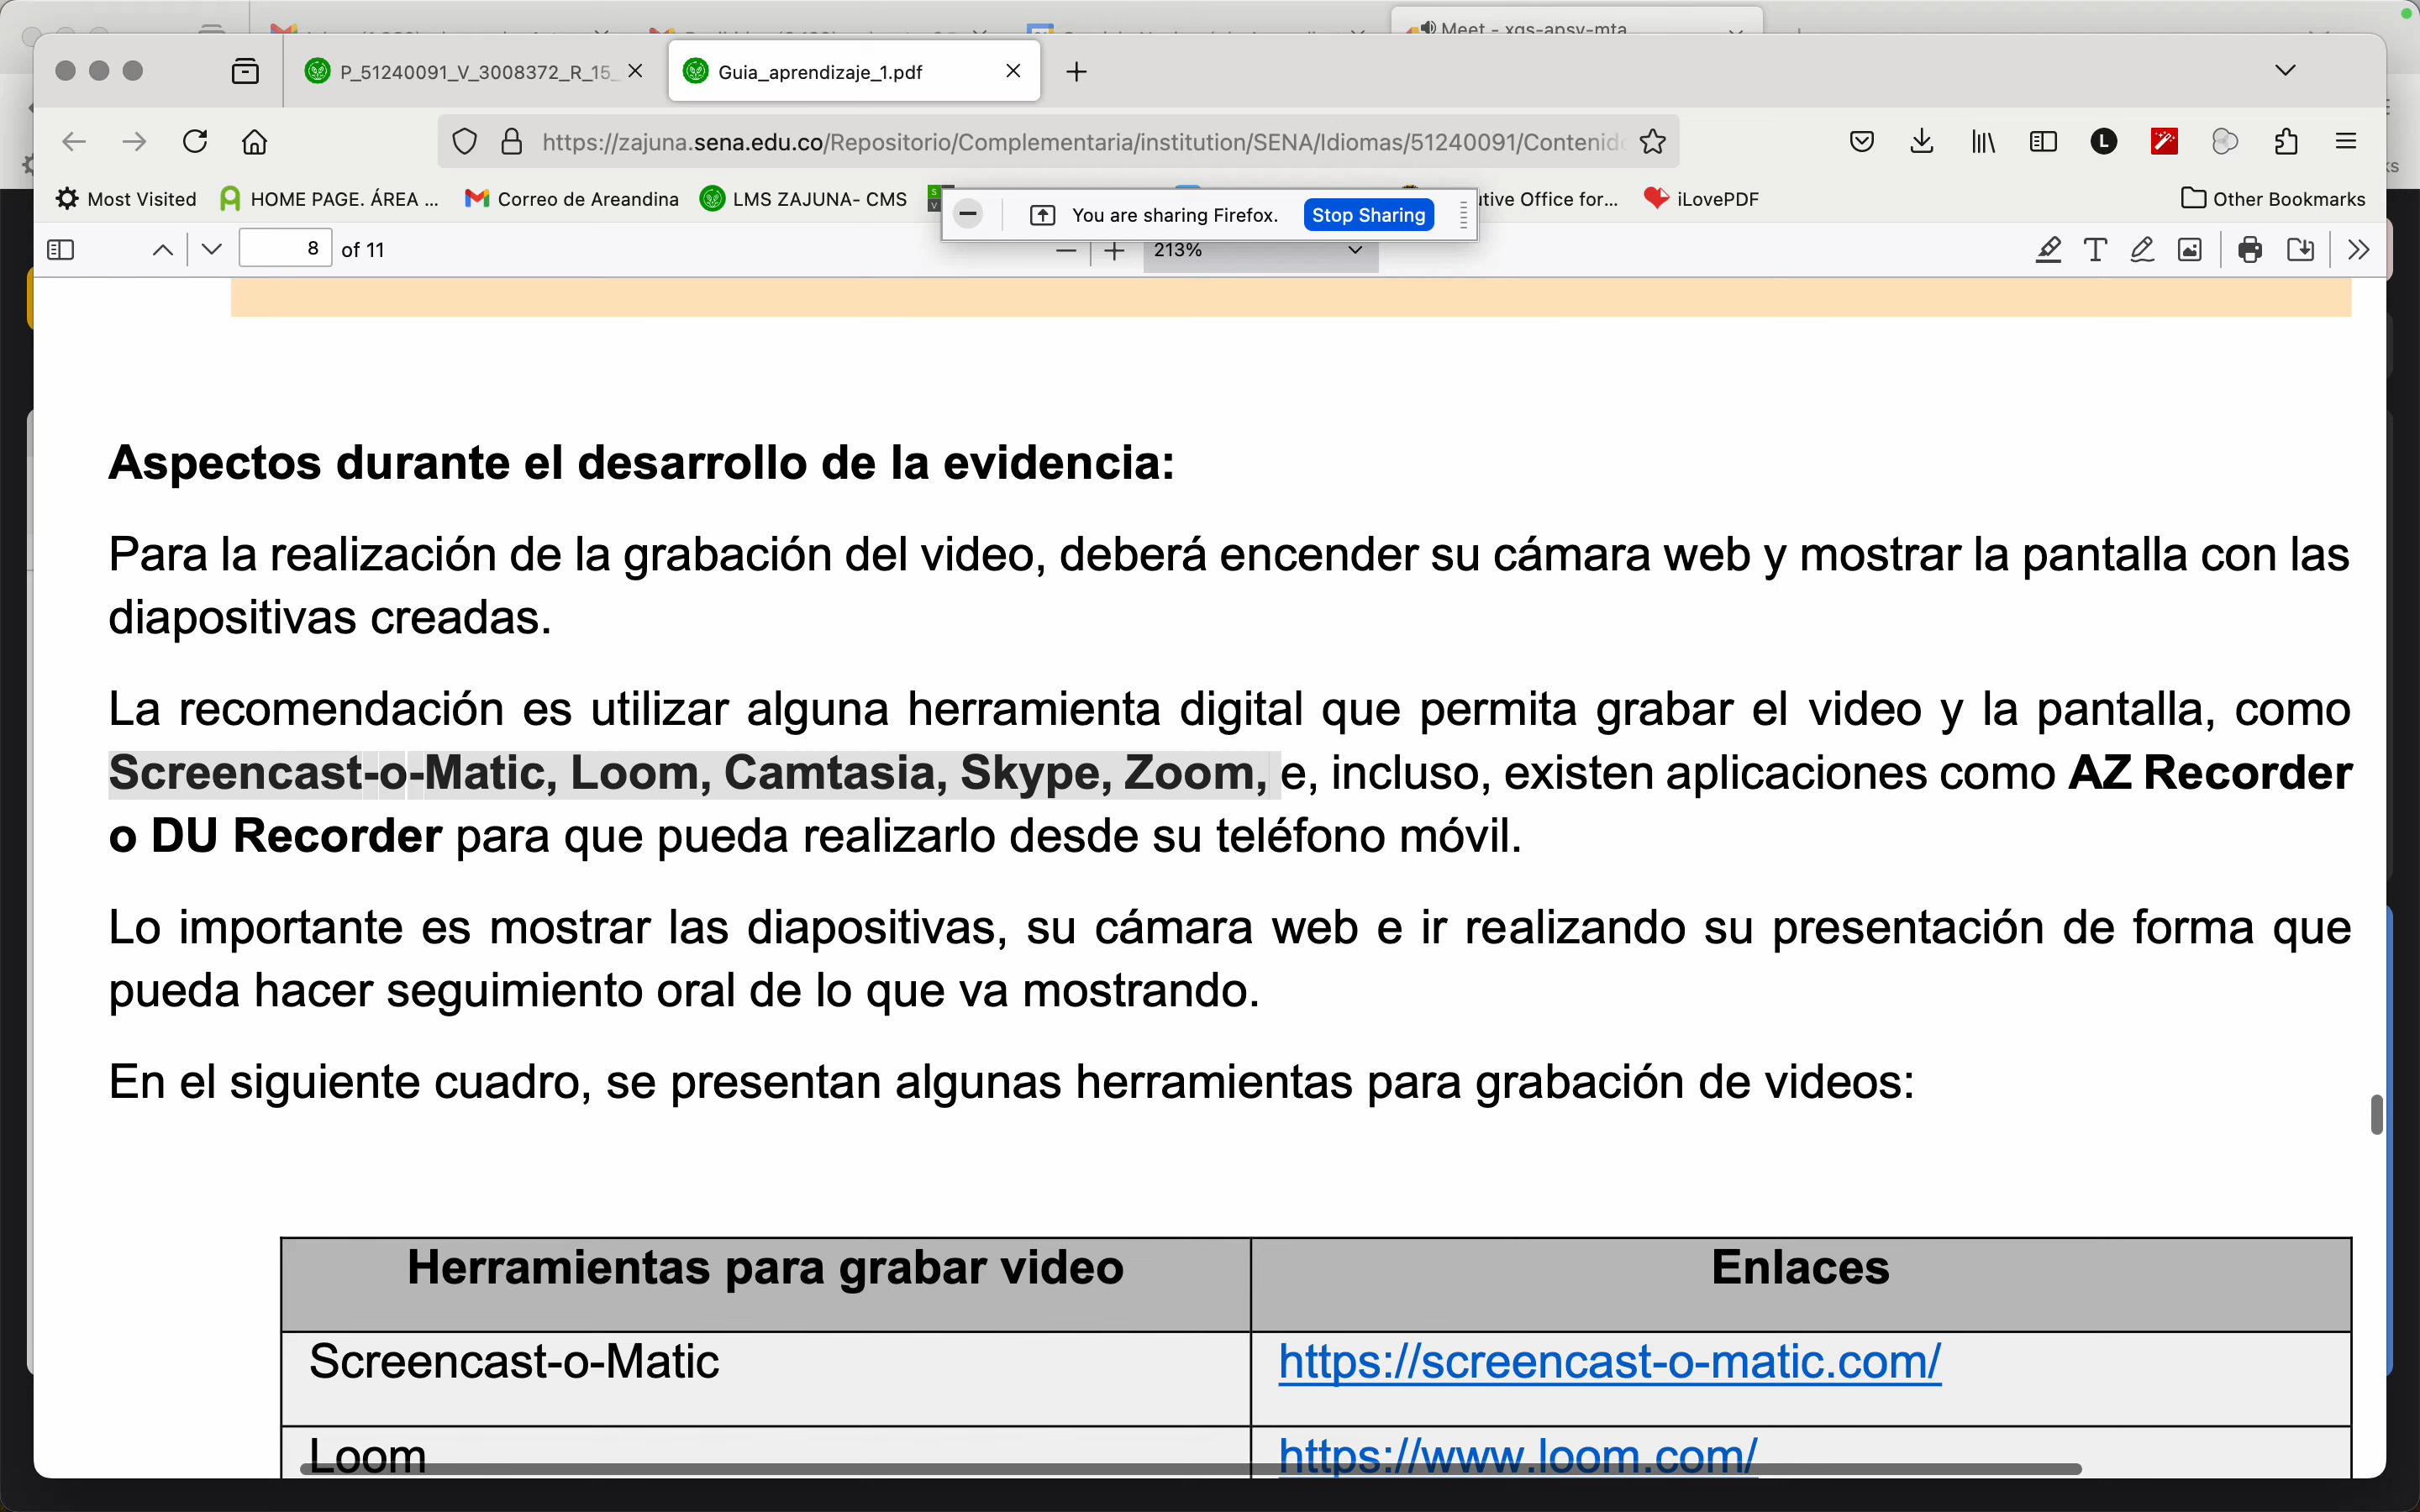 Meet - xgs-apsv-mta
P_51240091_V_3008372_R_15_
Guia_aprendizaje_1.pdf
https://zajuna.sena.edu.co/Repositorio/Complementaria/institution/SENA/Idiomas/51240091/Contenido
Most Visited
HOME PAGE. ÁREA ...
Correo de Areandina
LMS ZAJUNA- CMS
utive Office for...
iLovePDF
Other Bookmarks
You are sharing Firefox.
Stop Sharing
8 of 11
213%
Aspectos durante el desarrollo de la evidencia:
Para la realización de la grabación del video, deberá encender su cámara web y mostrar la pantalla con las
diapositivas creadas.
La recomendación es utilizar alguna herramienta digital que permita grabar el video y la pantalla, como
Screencast-o-Matic, Loom, Camtasia, Skype, Zoom, e, incluso, existen aplicaciones como AZ Recorder
o DU Recorder para que pueda realizarlo desde su teléfono móvil.
Lo importante es mostrar las diapositivas, su cámara web e ir realizando su presentación de forma que
pueda hacer seguimiento oral de lo que va mostrando.
En el siguiente cuadro, se presentan algunas herramientas para grabación de videos:
Herramientas para grabar video
Enlaces
Screencast-o-Matic
https://screencast-o-matic.com/
Loom
https://www.loom.com/